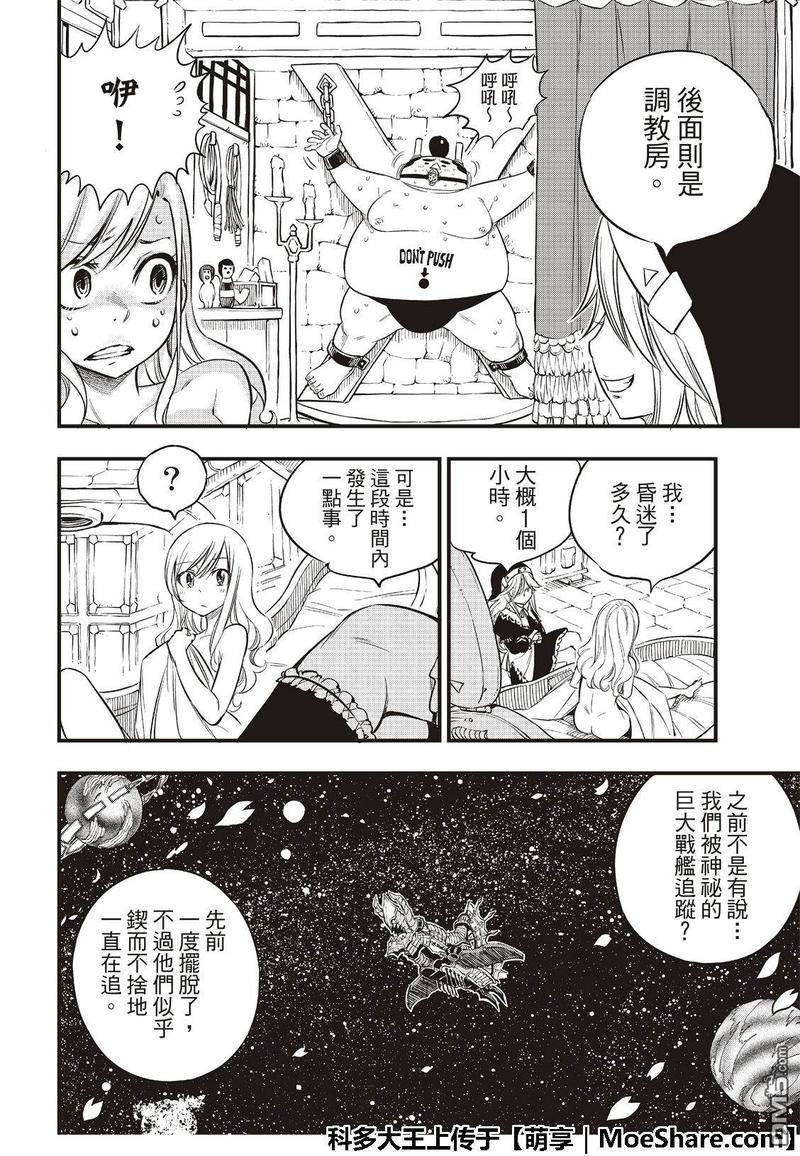 後面則是
調教房。
呼吼~
呼吼~
DON'T PUSH
咿!
我…
昏迷了
多久?
大概1個
小時。
可是…
這段時間內
發生了
一點事。
?
之前不是有說…
我們被神祕的
巨大戰艦追蹤?
先前
一度擺脫了,
不過他們似乎
鍥而不捨地
一直在追。
DM5.com
科多大王上传于【萌享 | MoeShare.com】